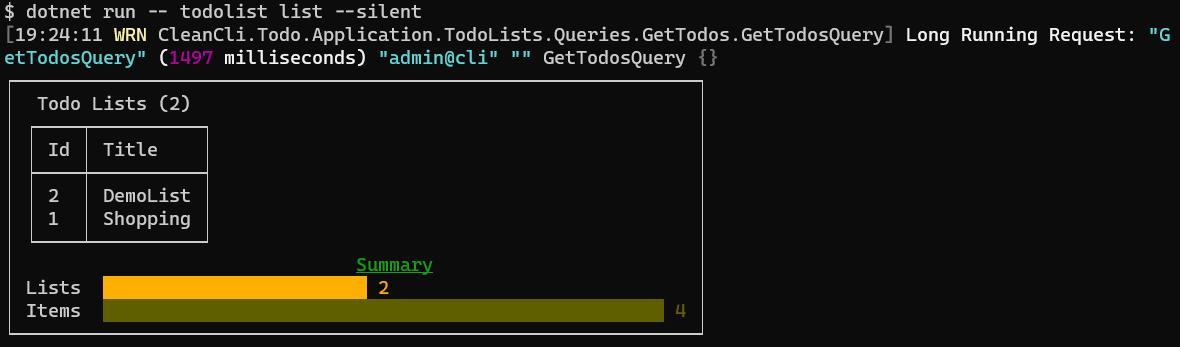 $ dotnet run -- todolist list --silent
[19:24:11 WRN CleanCli.Todo.Application.TodoLists.Queries.GetTodos.GetTodosQuery] Long Running Request: "G
etTodosQuery" (1497 milliseconds) "admin@cli" "" GetTodosQuery {}
Todo Lists (2)
Id Title
2 DemoList
1 Shopping
Summary
Lists 2
Items 4